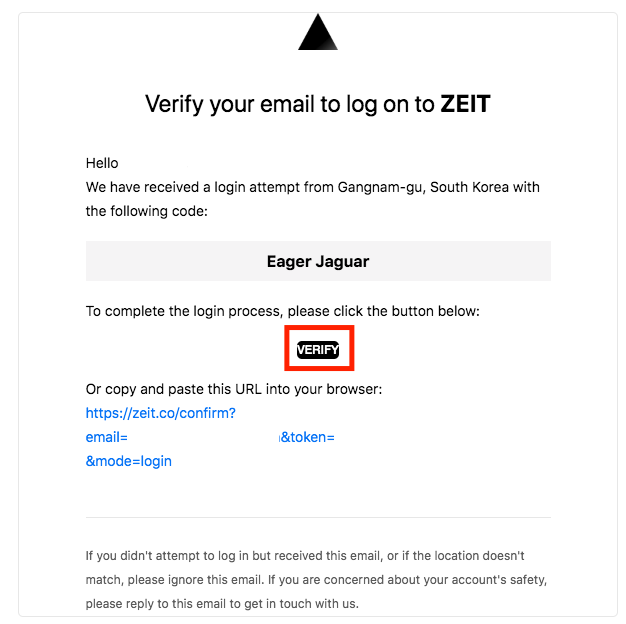 Verify your email to log on to ZEIT
Hello
We have received a login attempt from Gangnam-gu, South Korea with
the following code:
Eager Jaguar
To complete the login process, please click the button below:
VERIFY
Or copy and paste this URL into your browser:
https://zeit.co/confirm?
email= &token=
&mode=login
If you didn't attempt to log in but received this email, or if the location doesn't
match, please ignore this email. If you are concerned about your account's safety,
please reply to this email to get in touch with us.